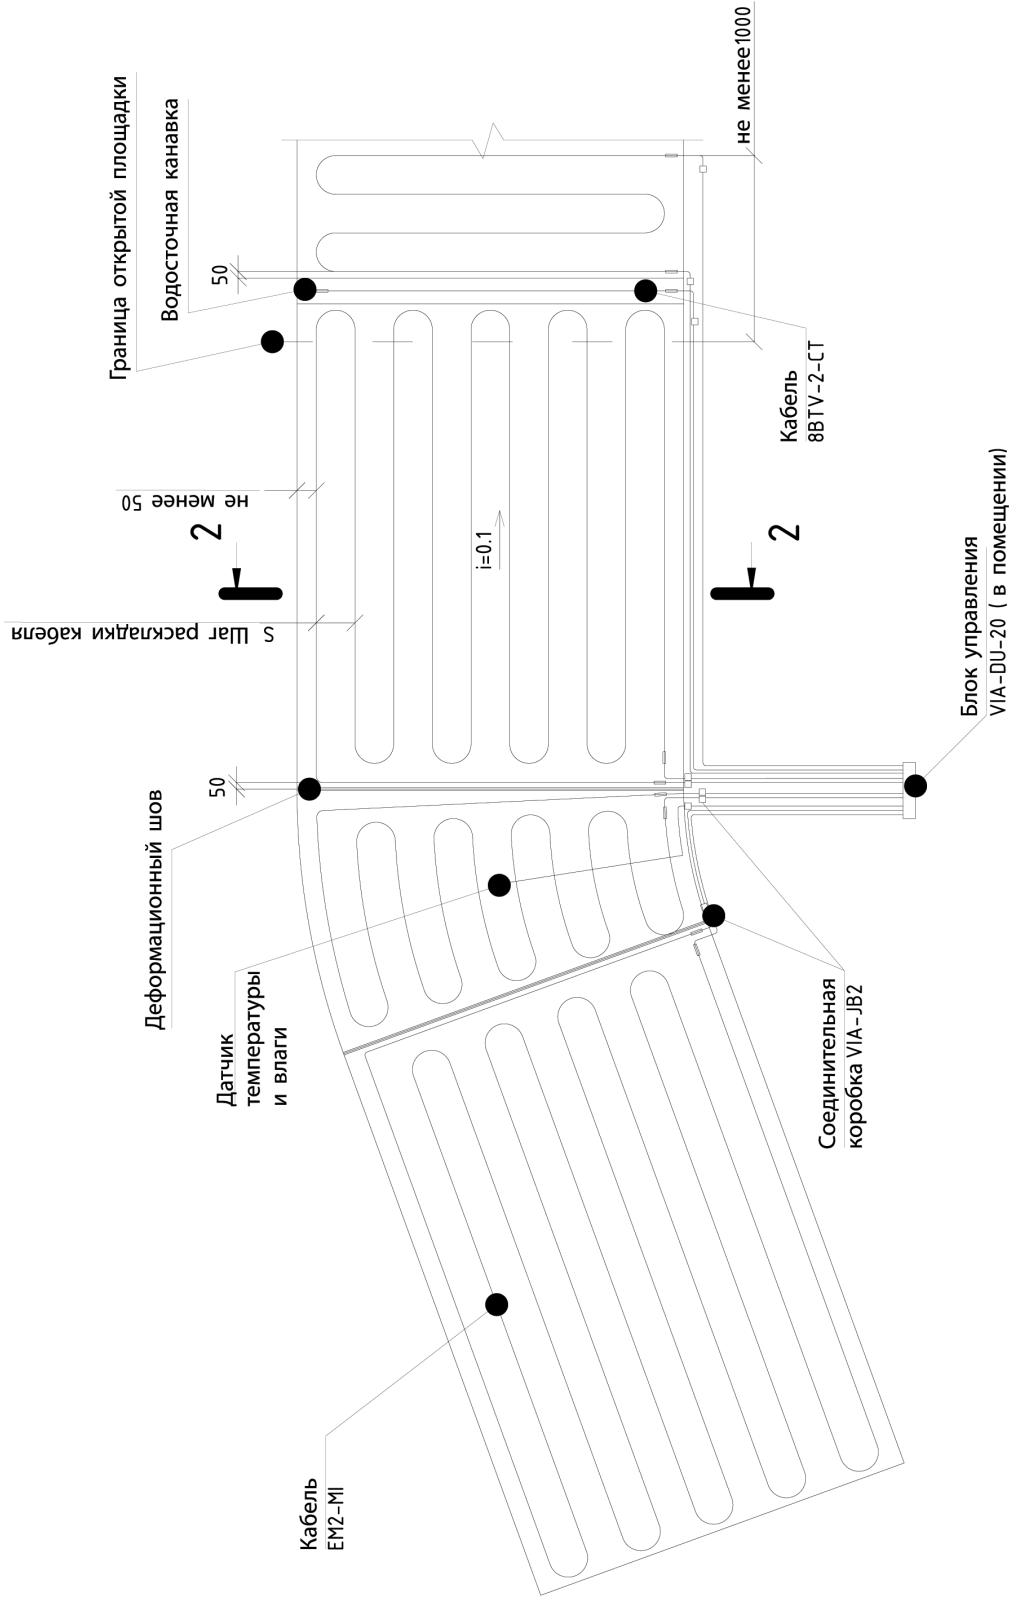 Кабель
EM2-MI
Датчик
температуры
и влаги
Деформационный шов
50
S Шаг раскладки кабеля
2
не менее 50
Граница открытой площадки
Водосточная канавка
50
i=0.1
не менее1000
Кабель
8BTV-2-CT
2
Блок управления
VIA-DU-20 ( в помещении)
Соединительная
коробка VIA-JB2